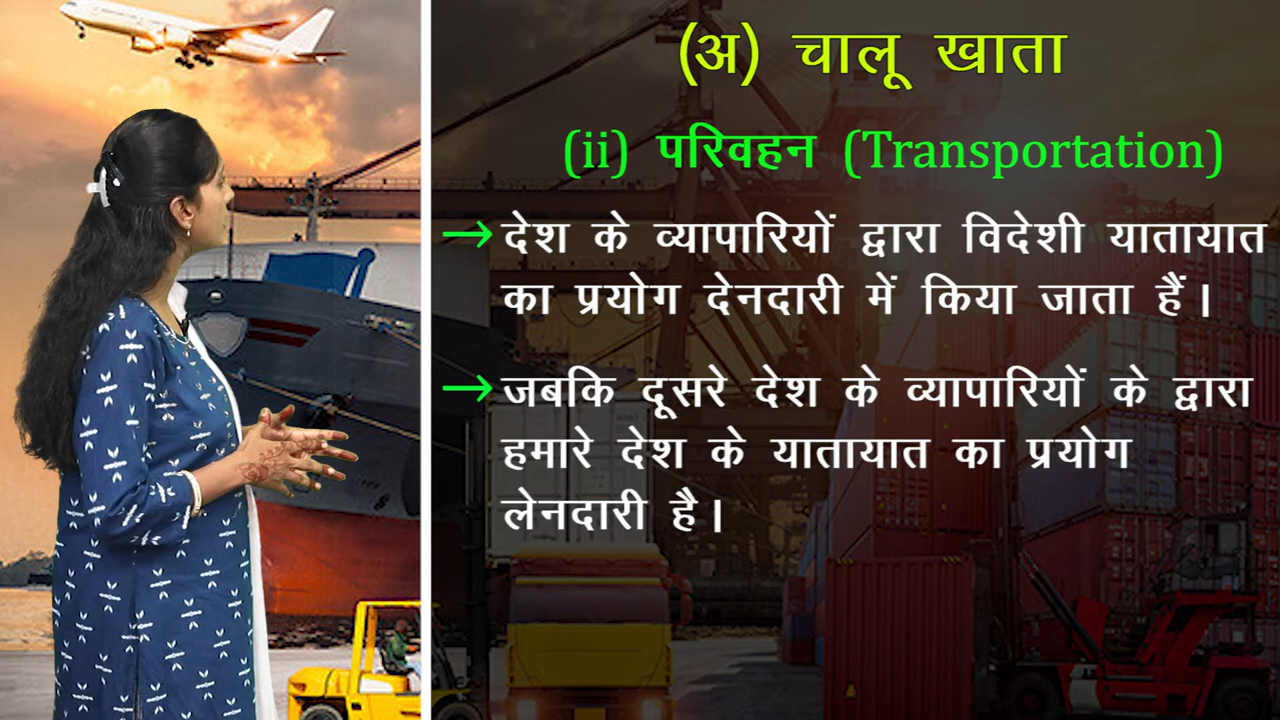 (अ) चालू खाता
(ii) परिवहन (Transportation)
→ देश के व्यापारियों द्वारा विदेशी यातायात
का प्रयोग देनदारी में किया जाता हैं।
→ जबकि दूसरे देश के व्यापारियों के द्वारा
हमारे देश के यातायात का प्रयोग
लेनदारी है।